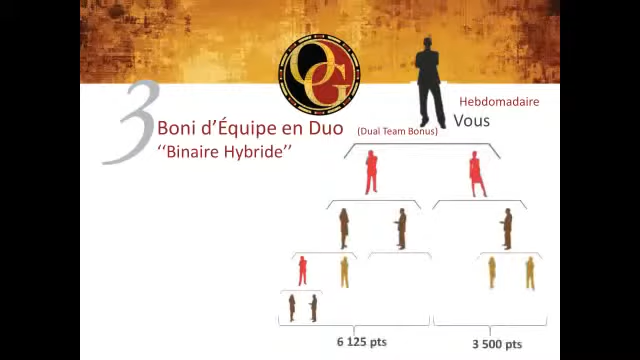 OG
Hebdomadaire
3
Boni d’Équipe en Duo (Dual Team Bonus) Vous
‘‘Binaire Hybride’’
6 125 pts 3 500 pts